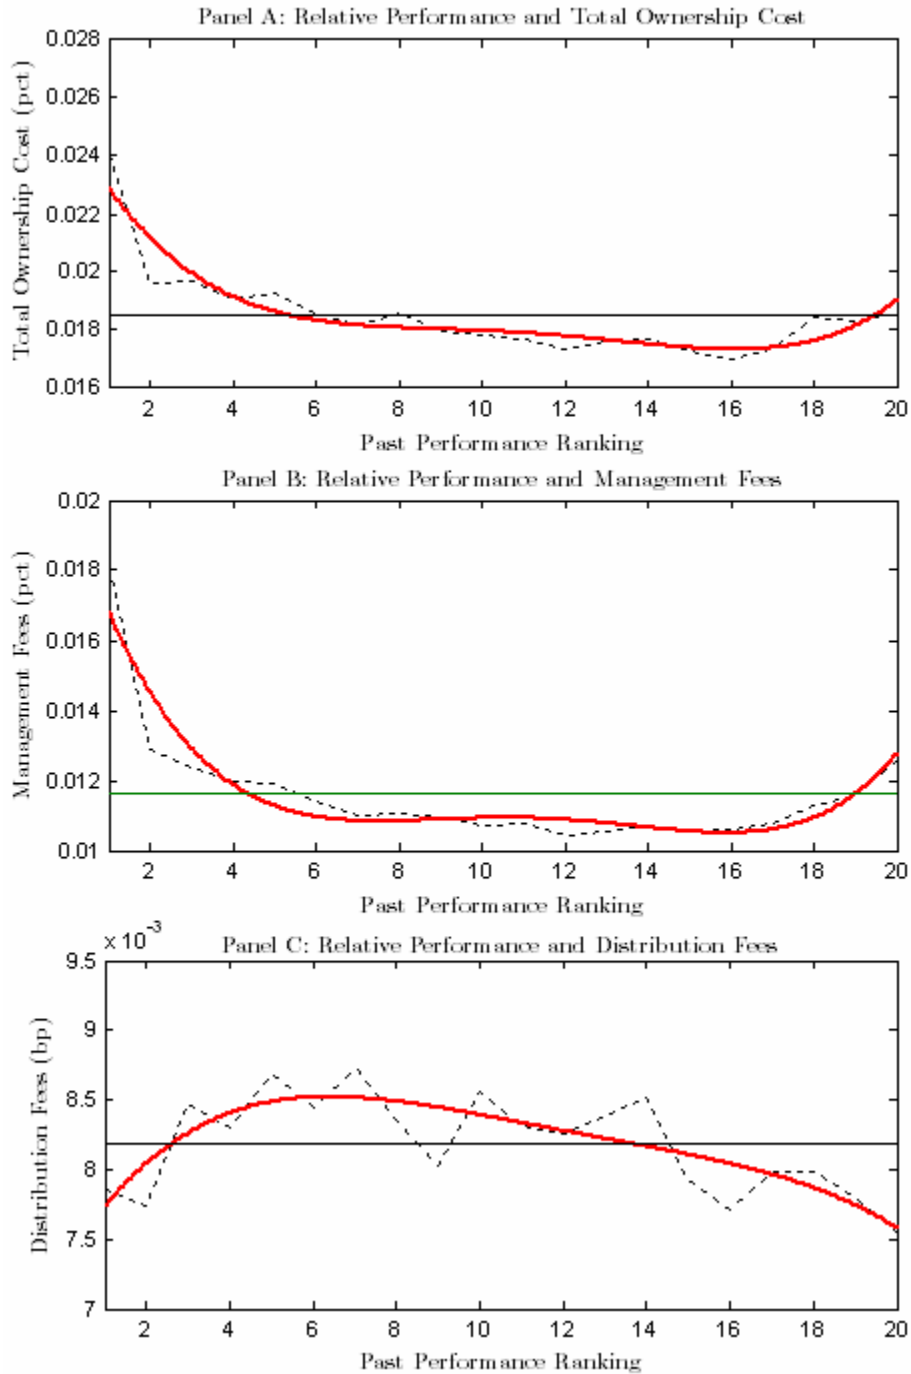 Panel A: Relative Performance and Total Ownership Cost
0.028
0.026
0.024
0.022
0.02
0.018
0.016
Total Ownership Cost (pct)
2 4 6 8 10 12 14 16 18 20
Past Performance Ranking
Panel B: Relative Performance and Management Fees
0.02
0.018
0.016
0.014
0.012
0.01
Management Fees (pct)
2 4 6 8 10 12 14 16 18 20
Past Performance Ranking
x 10^-3
Panel C: Relative Performance and Distribution Fees
9.5
9
8.5
8
7.5
7
Distribution Fees (bp)
2 4 6 8 10 12 14 16 18 20
Past Performance Ranking